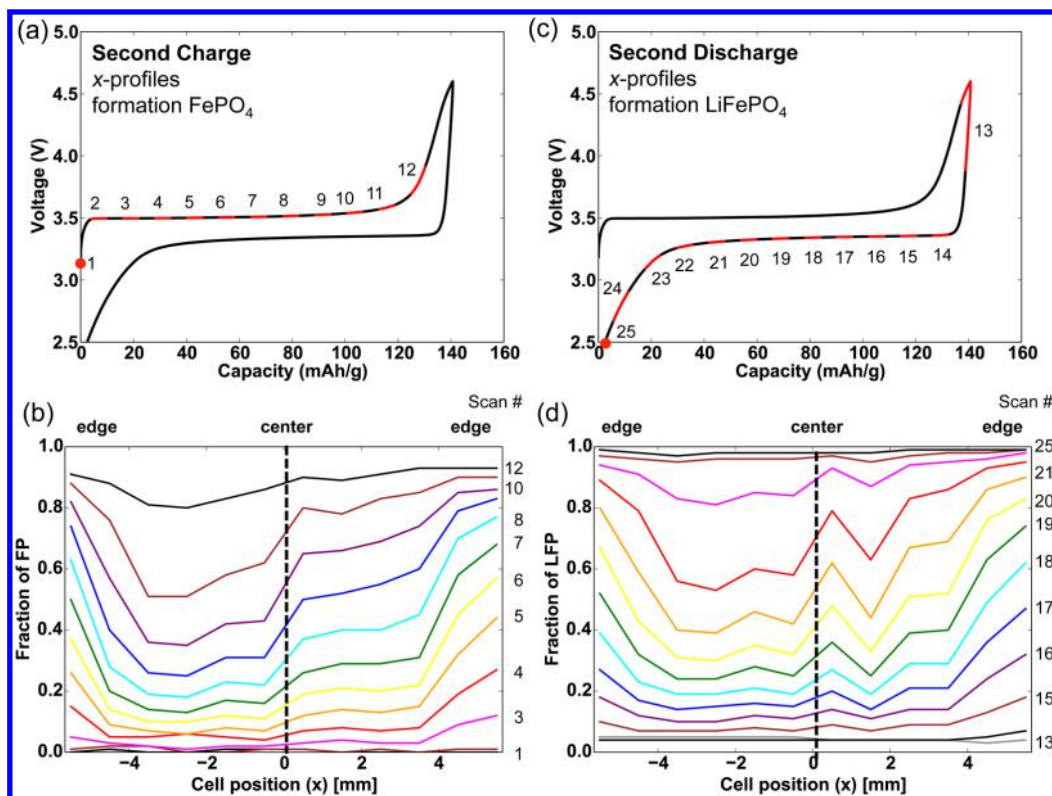 (a)
Second Charge
x-profiles
formation FePO4
Voltage (V)
5.0
4.5
4.0
3.5
3.0
2.5
1
2 3 4 5 6 7 8 9 10 11 12
0 20 40 60 80 100 120 140 160
Capacity (mAh/g)
(c)
Second Discharge
x-profiles
formation LiFePO4
Voltage (V)
5.0
4.5
4.0
3.5
3.0
2.5
13
24 23 22 21 20 19 18 17 16 15 14
25
0 20 40 60 80 100 120 140 160
Capacity (mAh/g)
(b)
Scan #
edge center edge
Fraction of FP
1.0
0.8
0.6
0.4
0.2
0.0
12
10
8
7
6
5
4
3
1
−4 −2 0 2 4
Cell position (x) [mm]
(d)
Scan #
edge center edge
Fraction of LFP
1.0
0.8
0.6
0.4
0.2
0.0
25
21
20
19
18
17
16
15
13
−4 −2 0 2 4
Cell position (x) [mm]